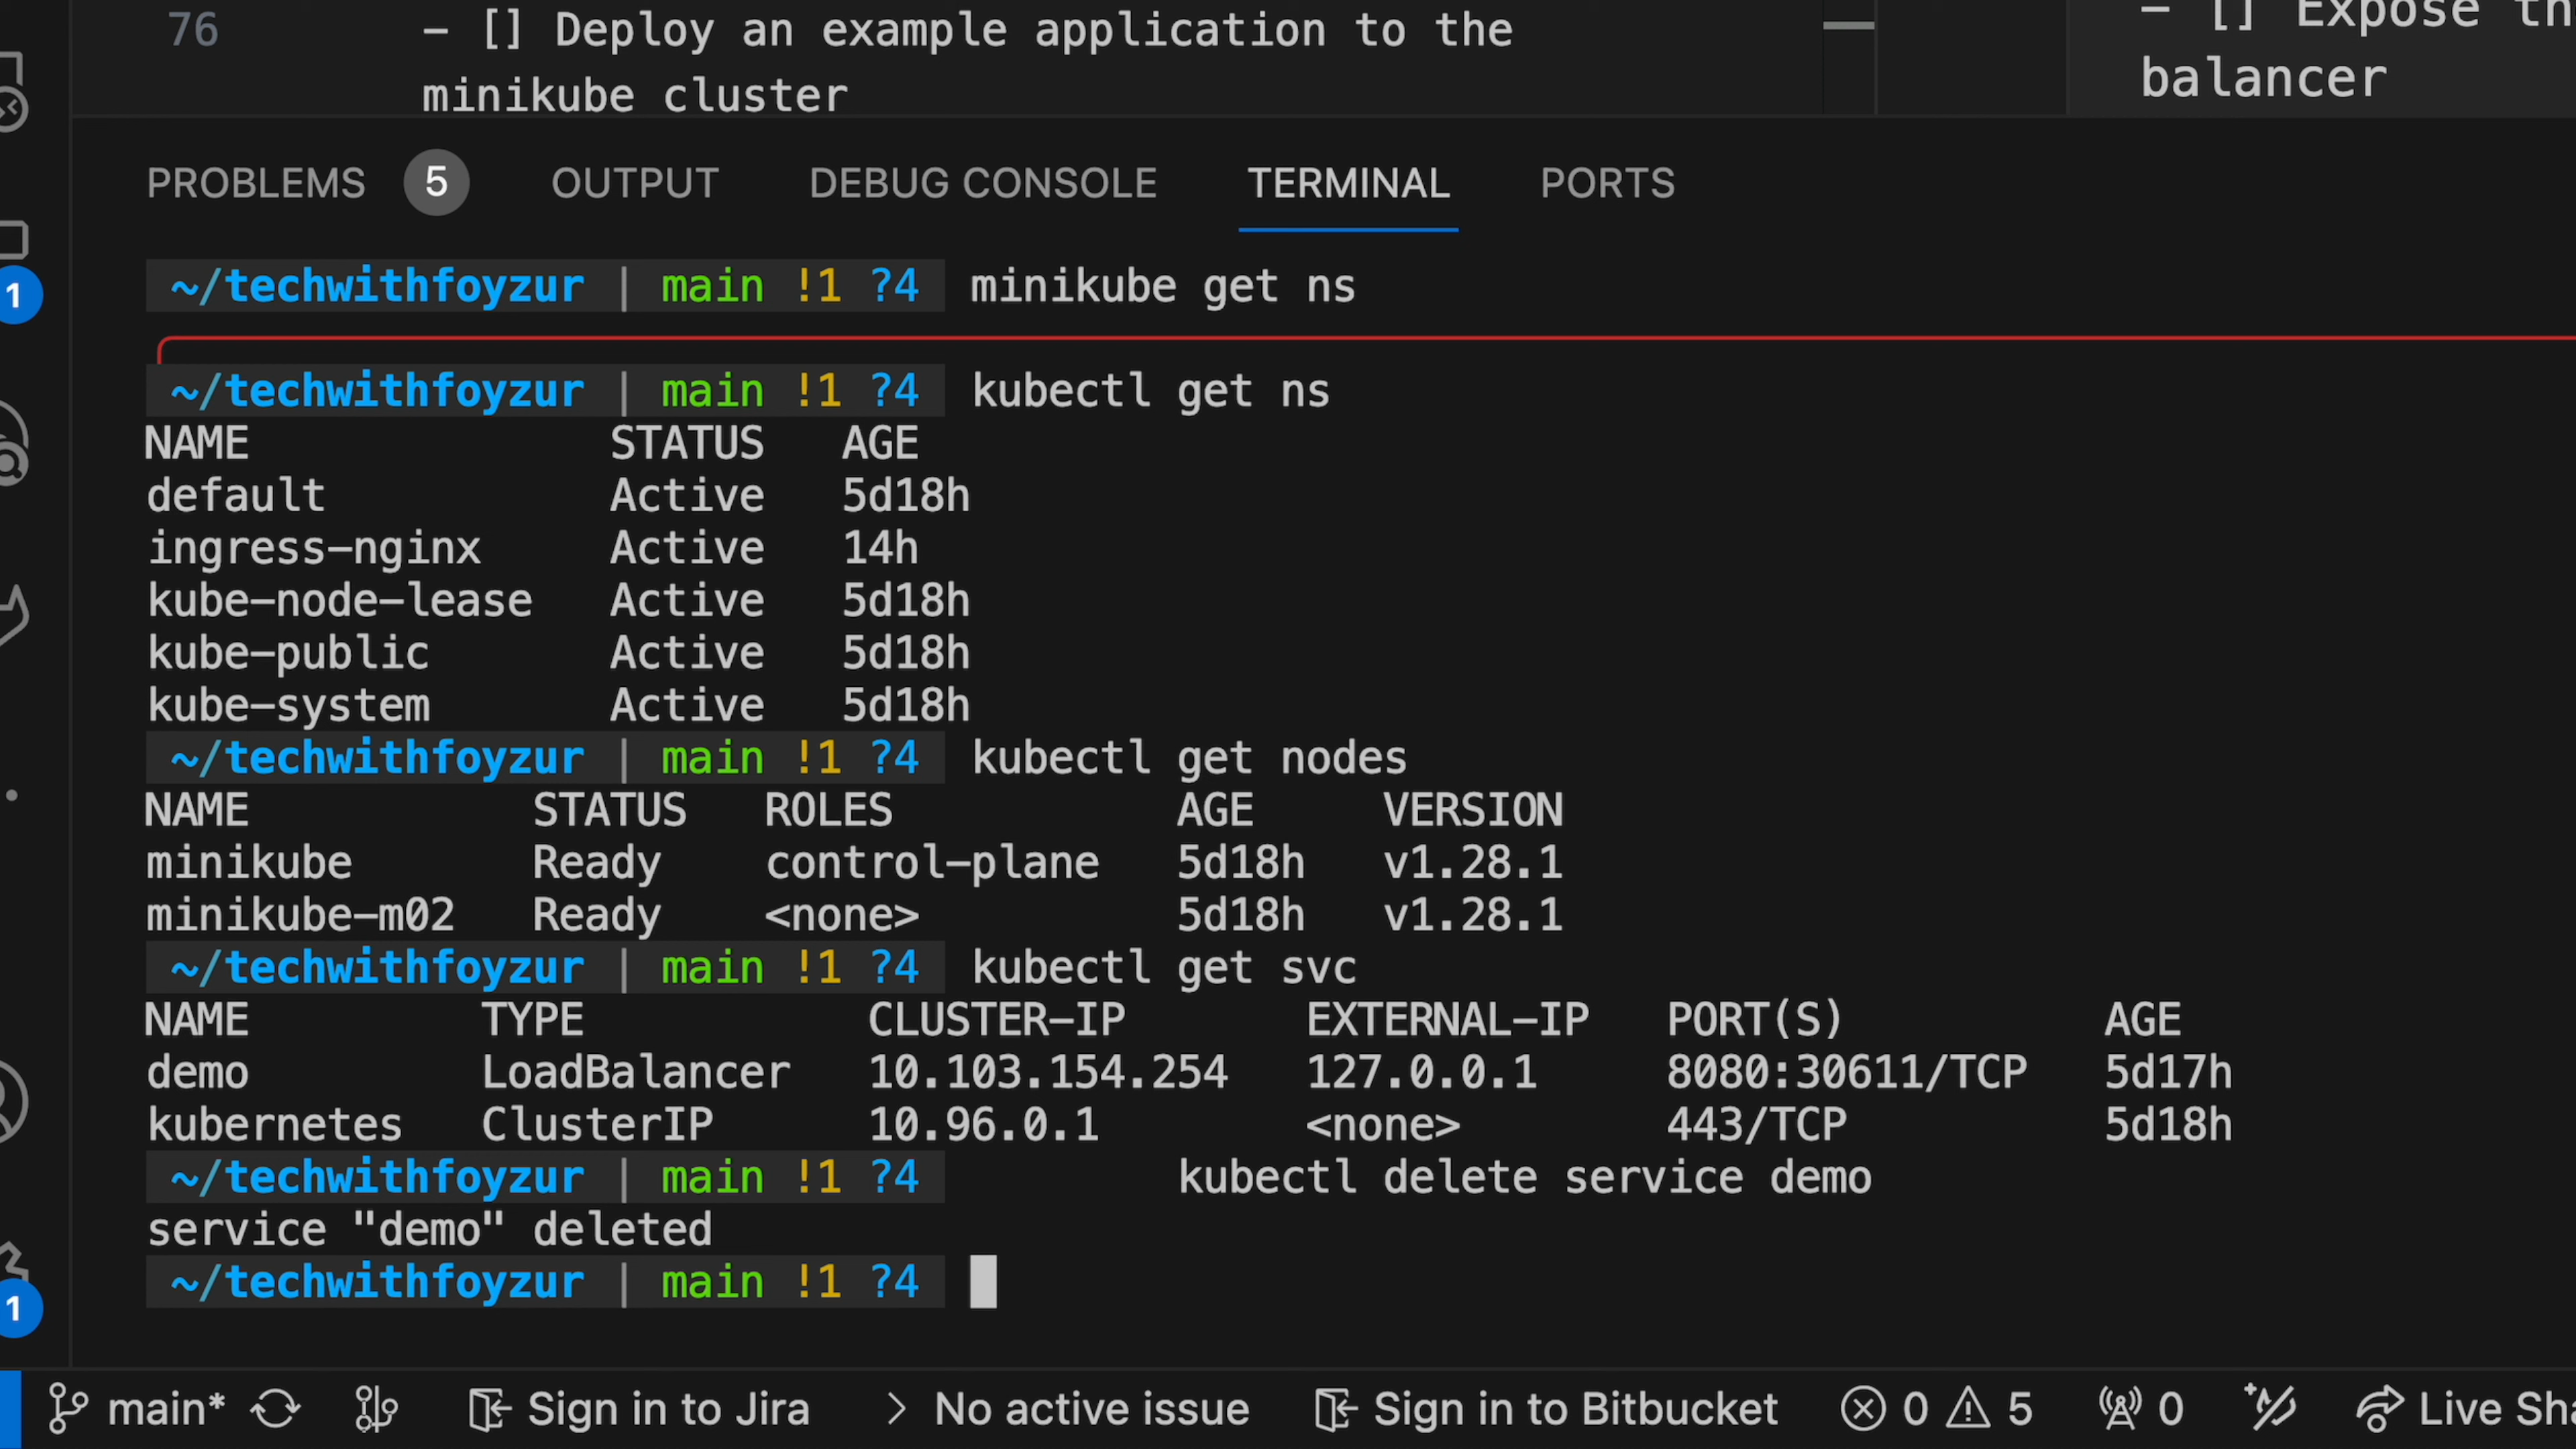 76 - [] Deploy an example application to the
minikube cluster
- [] Expose th
balancer
PROBLEMS 5 OUTPUT DEBUG CONSOLE TERMINAL PORTS
~/techwithfoyzur | main !1 ?4 minikube get ns
~/techwithfoyzur | main !1 ?4 kubectl get ns
NAME STATUS AGE
default Active 5d18h
ingress-nginx Active 14h
kube-node-lease Active 5d18h
kube-public Active 5d18h
kube-system Active 5d18h
~/techwithfoyzur | main !1 ?4 kubectl get nodes
NAME STATUS ROLES AGE VERSION
minikube Ready control-plane 5d18h v1.28.1
minikube-m02 Ready <none> 5d18h v1.28.1
~/techwithfoyzur | main !1 ?4 kubectl get svc
NAME TYPE CLUSTER-IP EXTERNAL-IP PORT(S) AGE
demo LoadBalancer 10.103.154.254 127.0.0.1 8080:30611/TCP 5d17h
kubernetes ClusterIP 10.96.0.1 <none> 443/TCP 5d18h
~/techwithfoyzur | main !1 ?4 kubectl delete service demo
service "demo" deleted
~/techwithfoyzur | main !1 ?4
1
1
main* Sign in to Jira > No active issue Sign in to Bitbucket 0 5 0 Live Sha